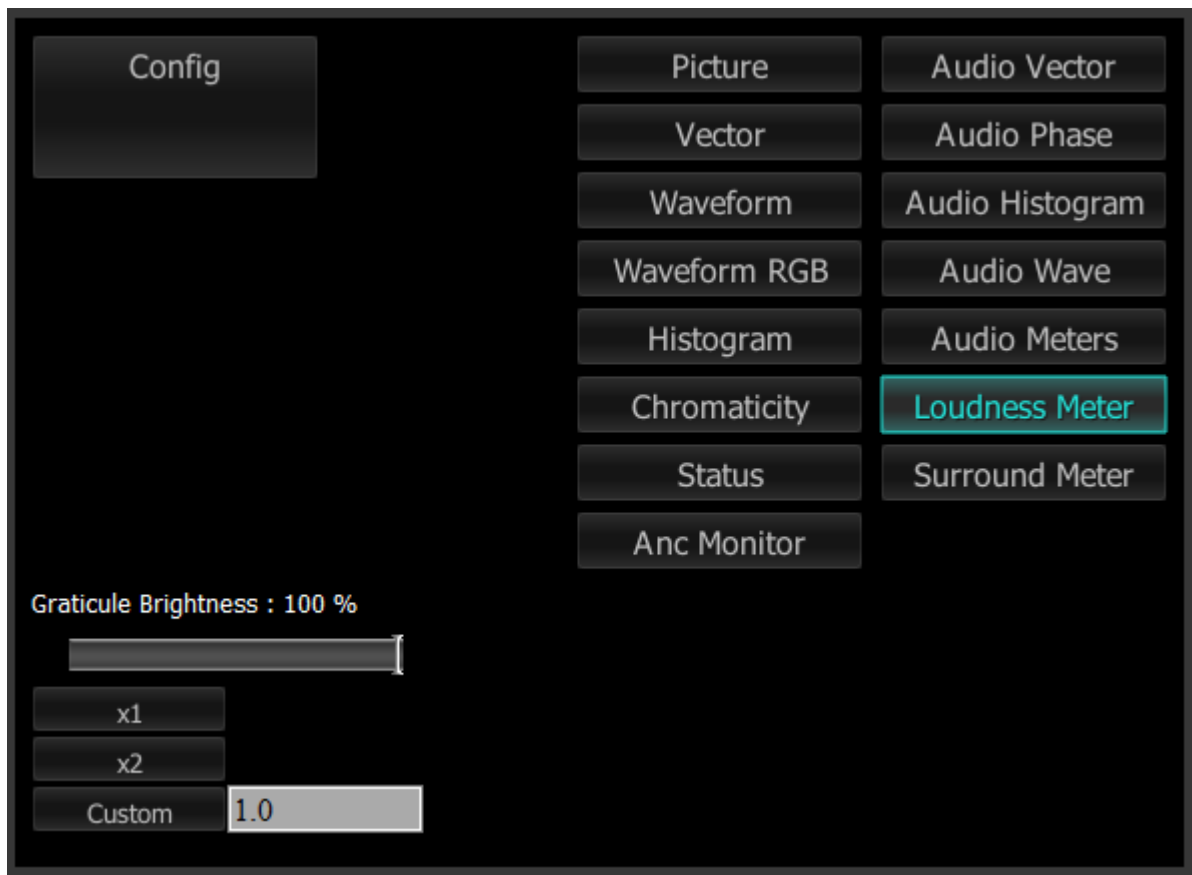 Config
Picture
Audio Vector
Vector
Audio Phase
Waveform
Audio Histogram
Waveform RGB
Audio Wave
Histogram
Audio Meters
Chromaticity
Loudness Meter
Status
Surround Meter
Anc Monitor
Graticule Brightness : 100 %
x1
x2
Custom
1.0